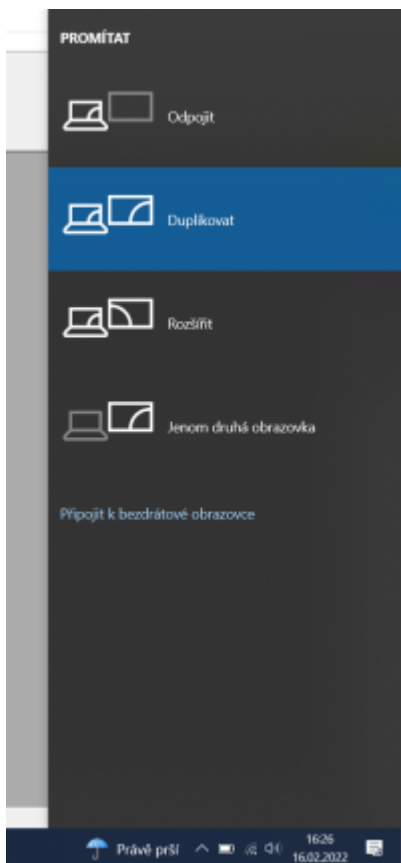 PROMÍTAT
Odpojit
Duplikovat
Rozšířit
Jenom druhá obrazovka
Připojit k bezdrátové obrazovce
Právě prší
16:26
16.02.2022